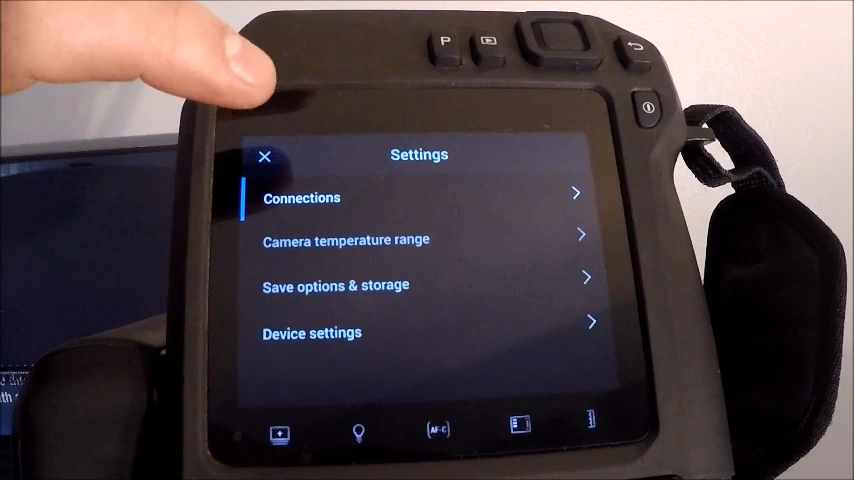 P
Settings
Connections
Camera temperature range
Save options & storage
Device settings
AF-C